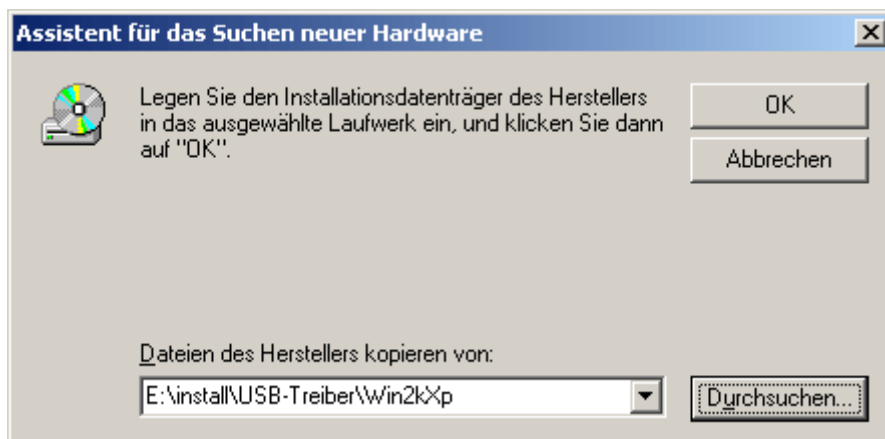 Assistent für das Suchen neuer Hardware
Legen Sie den Installationsdatenträger des Herstellers
in das ausgewählte Laufwerk ein, und klicken Sie dann
auf "OK".
OK
Abbrechen
Dateien des Herstellers kopieren von:
E:\install\USB-Treiber\Win2kXp
Durchsuchen...